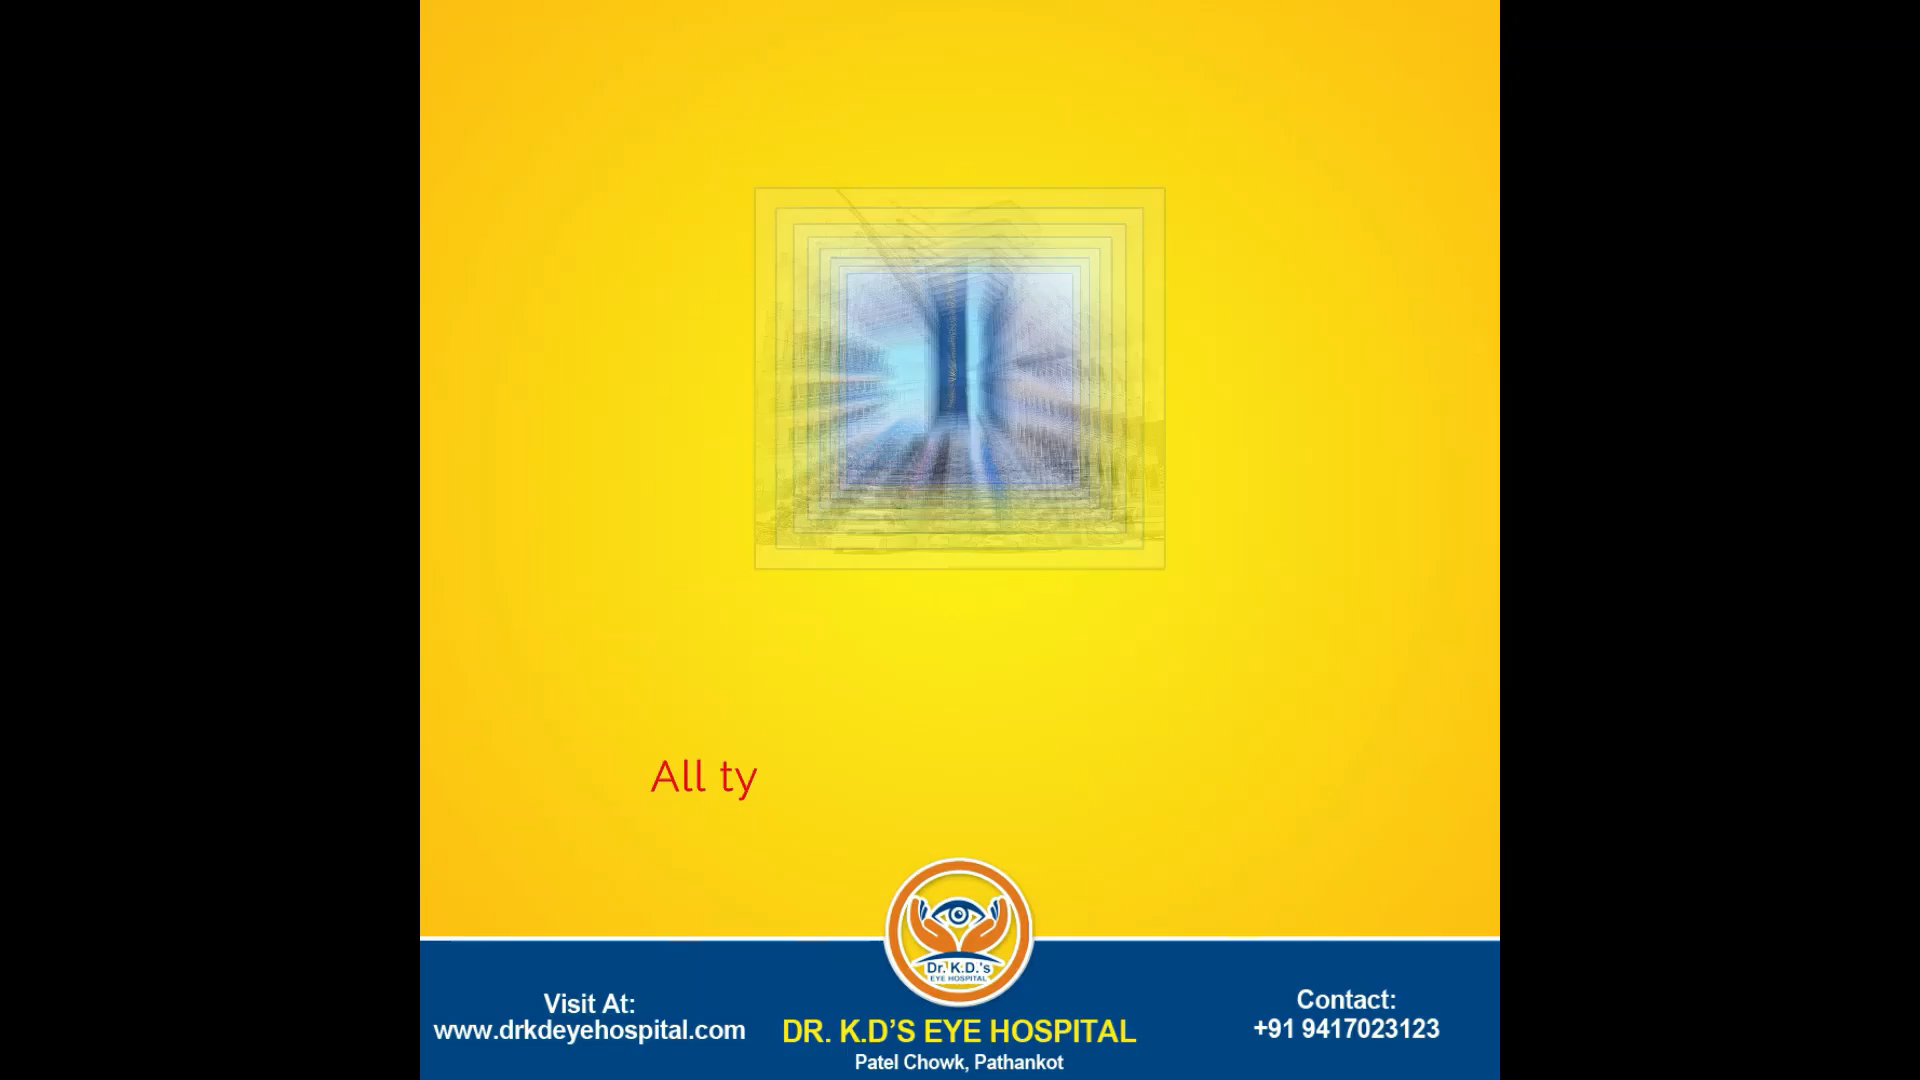 All ty
Dr. K.D.'s
EYE HOSPITAL
Visit At:
www.drkdeyehospital.com
DR. K.D’S EYE HOSPITAL
Patel Chowk, Pathankot
Contact:
+91 9417023123